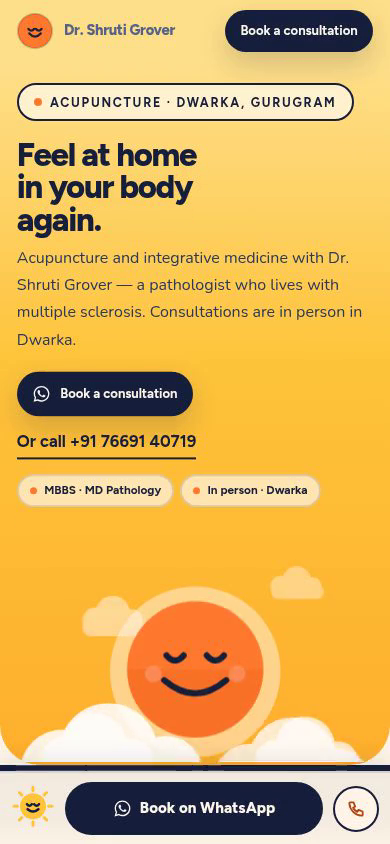 Dr. Shruti Grover
Book a consultation
ACUPUNCTURE · DWARKA, GURUGRAM
Feel at home
in your body
again.
Acupuncture and integrative medicine with Dr.
Shruti Grover — a pathologist who lives with
multiple sclerosis. Consultations are in person in
Dwarka.
Book a consultation
Or call +91 76691 40719
MBBS · MD Pathology
In person · Dwarka
Book on WhatsApp